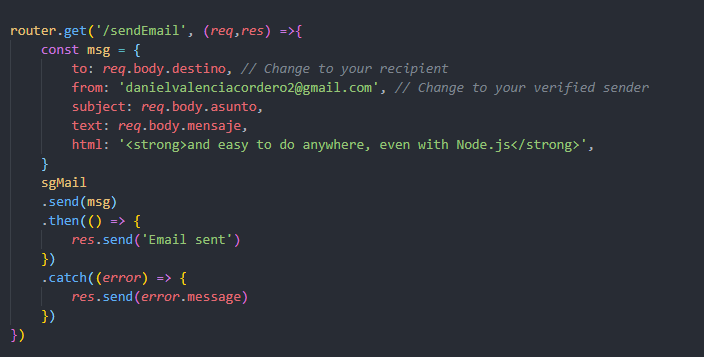 router.get('/sendEmail', (req,res) =>{
    const msg = {
        to: req.body.destino, // Change to your recipient
        from: 'danielvalenciacordero2@gmail.com', // Change to your verified sender
        subject: req.body.asunto,
        text: req.body.mensaje,
        html: '<strong>and easy to do anywhere, even with Node.js</strong>',
    }
    sgMail
    .send(msg)
    .then(() => {
        res.send('Email sent')
    })
    .catch((error) => {
        res.send(error.message)
    })
})